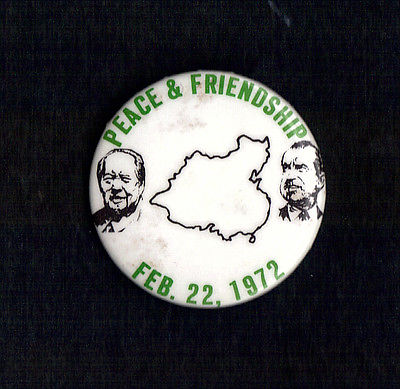 PEACE & FRIENDSHIP
FEB. 22, 1972